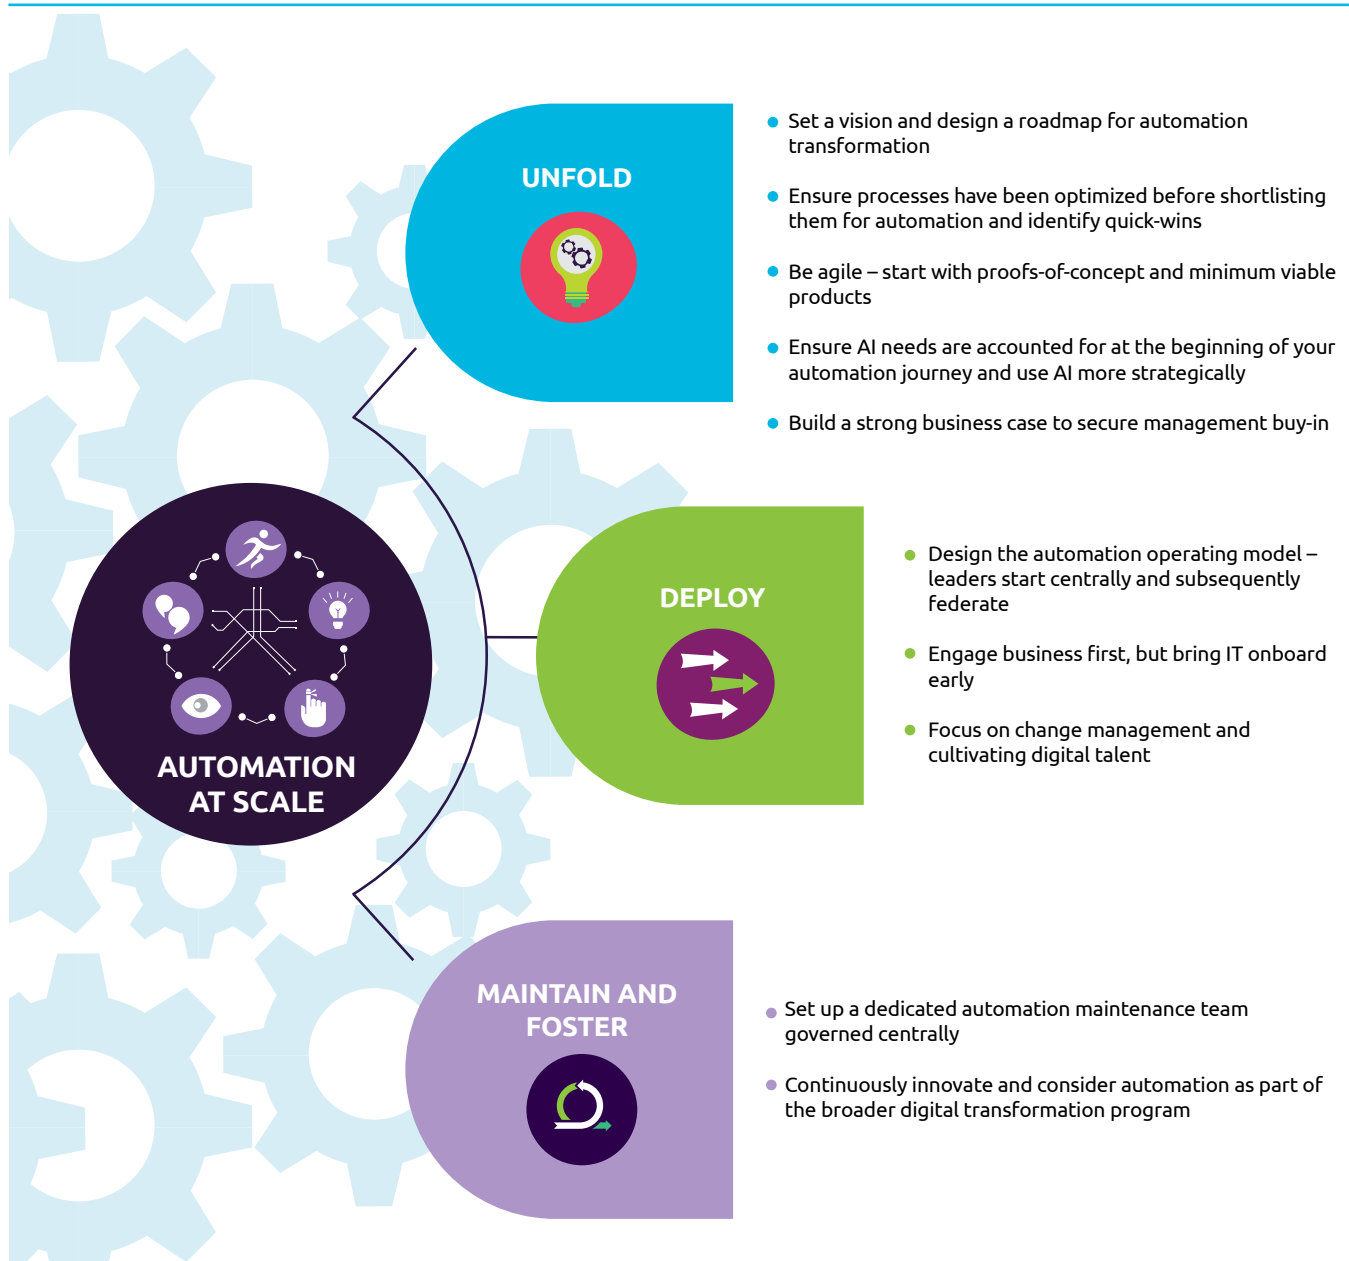 UNFOLD
Set a vision and design a roadmap for automation
transformation
Ensure processes have been optimized before shortlisting
them for automation and identify quick-wins
Be agile – start with proofs-of-concept and minimum viable
products
Ensure AI needs are accounted for at the beginning of your
automation journey and use AI more strategically
Build a strong business case to secure management buy-in
AUTOMATION
AT SCALE
DEPLOY
Design the automation operating model –
leaders start centrally and subsequently
federate
Engage business first, but bring IT onboard
early
Focus on change management and
cultivating digital talent
MAINTAIN AND
FOSTER
Set up a dedicated automation maintenance team
governed centrally
Continuously innovate and consider automation as part of
the broader digital transformation program